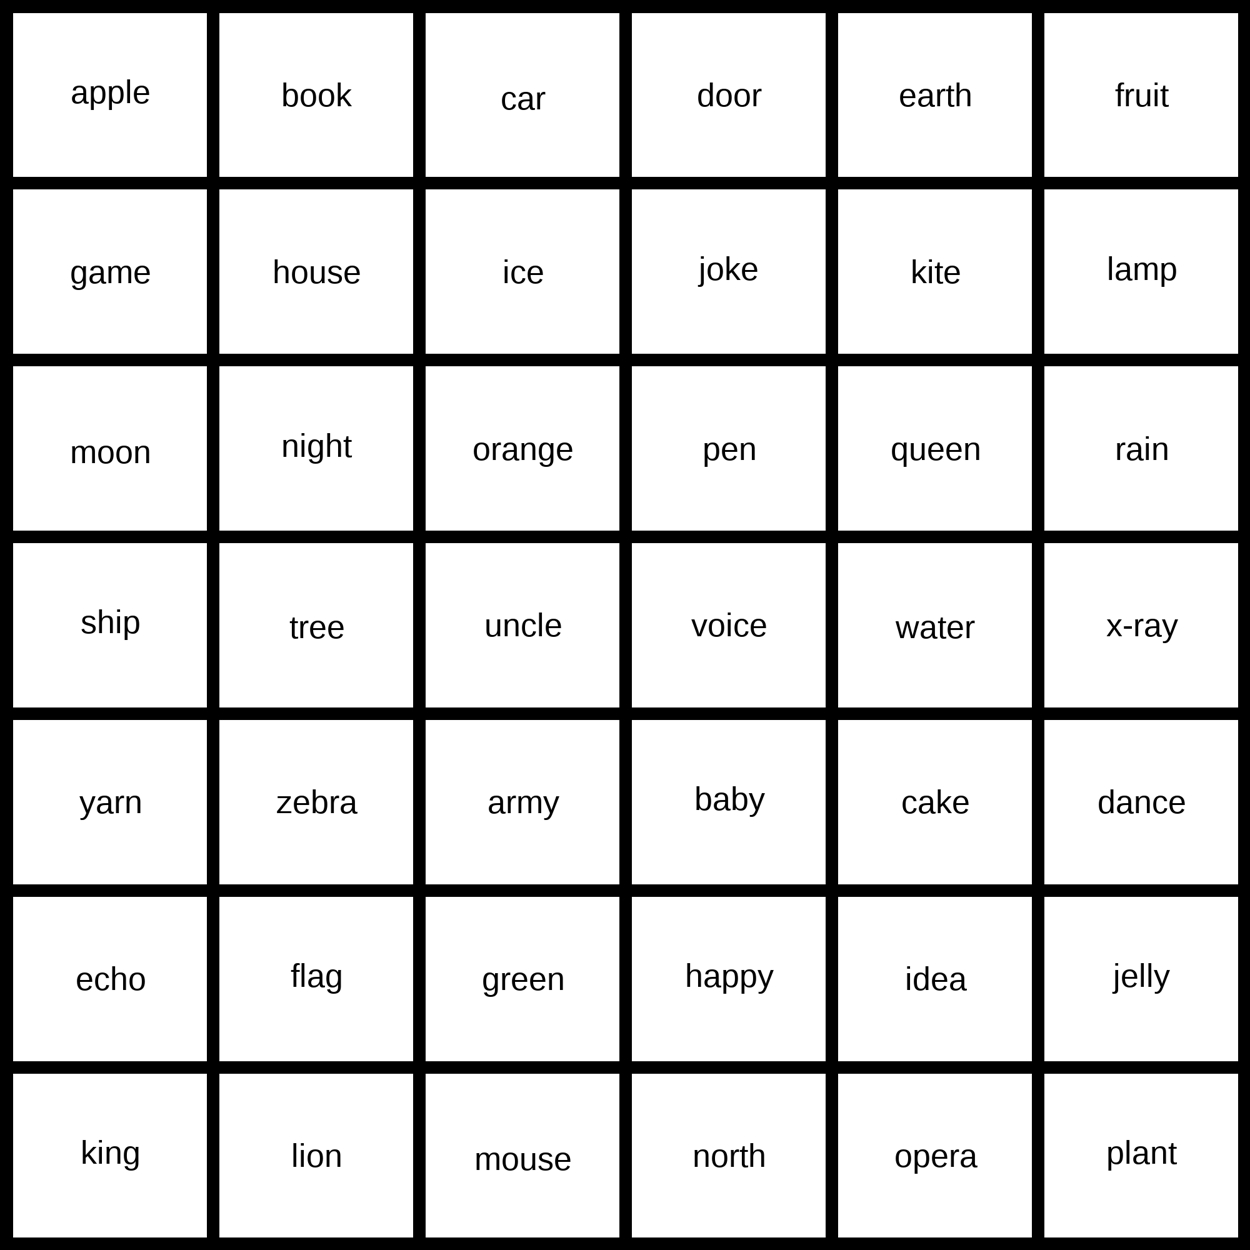 apple book car door earth fruit
game house ice joke kite lamp
moon night orange pen queen rain
ship tree uncle voice water x-ray
yarn zebra army baby cake dance
echo flag green happy idea jelly
king lion mouse north opera plant